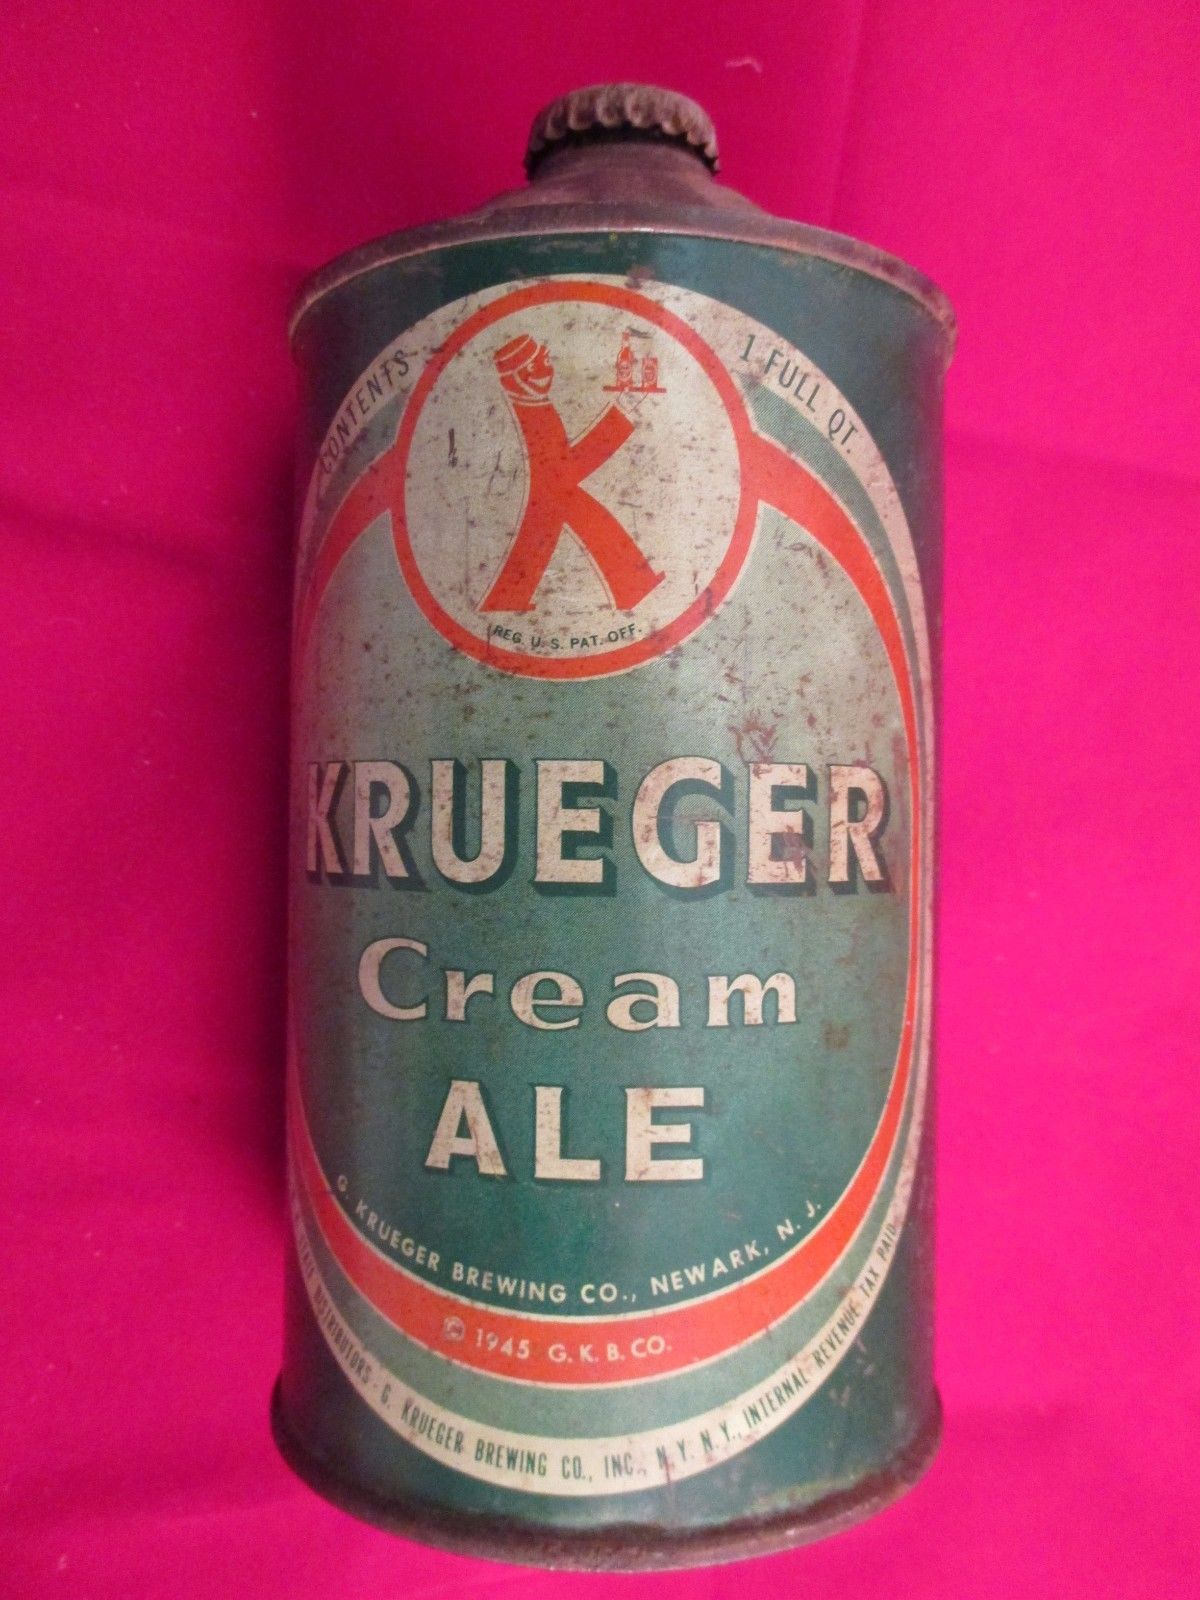 CONTENTS 1 FULL QT.
K
REG. U.S. PAT. OFF.
KRUEGER
Cream
ALE
G. KRUEGER BREWING CO., NEWARK, N. J.
© 1945 G. K. B. CO.
DISTRIBUTORS - G. KRUEGER BREWING CO., INC., N.Y. N.Y., INTERNAL REVENUE TAX PAID